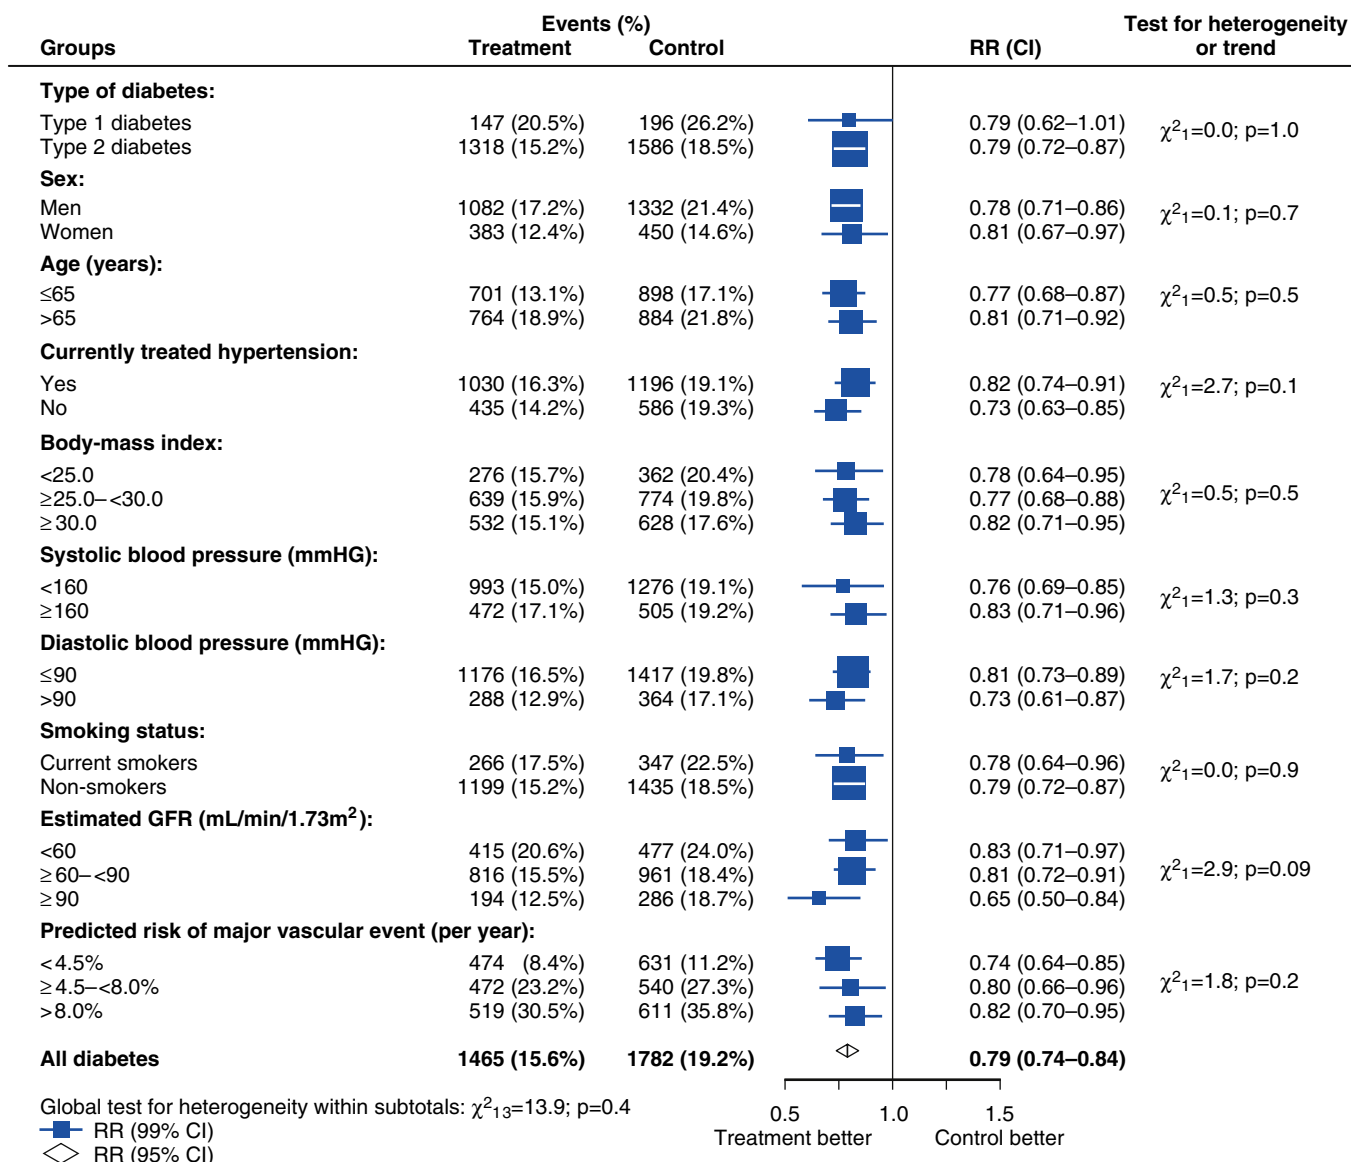 Events (%) Test for heterogeneity
Groups Treatment Control RR (CI) or trend
Type of diabetes:
Type 1 diabetes 147 (20.5%) 196 (26.2%) 0.79 (0.62–1.01)
χ²₁=0.0; p=1.0
Type 2 diabetes 1318 (15.2%) 1586 (18.5%) 0.79 (0.72–0.87)
Sex:
Men 1082 (17.2%) 1332 (21.4%) 0.78 (0.71–0.86)
χ²₁=0.1; p=0.7
Women 383 (12.4%) 450 (14.6%) 0.81 (0.67–0.97)
Age (years):
≤65 701 (13.1%) 898 (17.1%) 0.77 (0.68–0.87) χ²₁=0.5; p=0.5
>65 764 (18.9%) 884 (21.8%) 0.81 (0.71–0.92)
Currently treated hypertension:
Yes 1030 (16.3%) 1196 (19.1%) 0.82 (0.74–0.91) χ²₁=2.7; p=0.1
No 435 (14.2%) 586 (19.3%) 0.73 (0.63–0.85)
Body-mass index:
<25.0 276 (15.7%) 362 (20.4%) 0.78 (0.64–0.95)
≥25.0–<30.0 639 (15.9%) 774 (19.8%) 0.77 (0.68–0.88) χ²₁=0.5; p=0.5
≥30.0 532 (15.1%) 628 (17.6%) 0.82 (0.71–0.95)
Systolic blood pressure (mmHG):
<160 993 (15.0%) 1276 (19.1%) 0.76 (0.69–0.85)
χ²₁=1.3; p=0.3
≥160 472 (17.1%) 505 (19.2%) 0.83 (0.71–0.96)
Diastolic blood pressure (mmHG):
≤90 1176 (16.5%) 1417 (19.8%) 0.81 (0.73–0.89) χ²₁=1.7; p=0.2
>90 288 (12.9%) 364 (17.1%) 0.73 (0.61–0.87)
Smoking status:
Current smokers 266 (17.5%) 347 (22.5%) 0.78 (0.64–0.96) χ²₁=0.0; p=0.9
Non-smokers 1199 (15.2%) 1435 (18.5%) 0.79 (0.72–0.87)
Estimated GFR (mL/min/1.73m²):
<60 415 (20.6%) 477 (24.0%) 0.83 (0.71–0.97)
≥60–<90 816 (15.5%) 961 (18.4%) 0.81 (0.72–0.91) χ²₁=2.9; p=0.09
≥90 194 (12.5%) 286 (18.7%) 0.65 (0.50–0.84)
Predicted risk of major vascular event (per year):
<4.5% 474 (8.4%) 631 (11.2%) 0.74 (0.64–0.85)
≥4.5–<8.0% 472 (23.2%) 540 (27.3%) 0.80 (0.66–0.96) χ²₁=1.8; p=0.2
>8.0% 519 (30.5%) 611 (35.8%) 0.82 (0.70–0.95)
All diabetes 1465 (15.6%) 1782 (19.2%) 0.79 (0.74–0.84)
Global test for heterogeneity within subtotals: χ²₁₃=13.9; p=0.4
0.5 1.0 1.5
RR (99% CI)
Treatment better Control better
RR (95% CI)